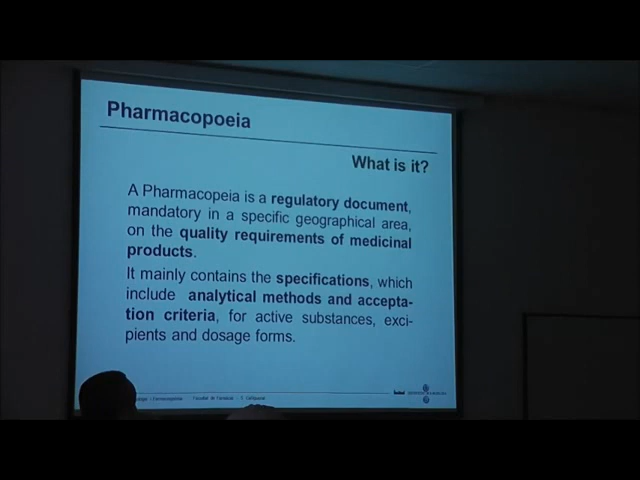 Pharmacopoeia
What is it?
A Pharmacopeia is a regulatory document,
mandatory in a specific geographical area,
on the quality requirements of medicinal
products.
It mainly contains the specifications, which
include analytical methods and accepta-
tion criteria, for active substances, exci-
pients and dosage forms.